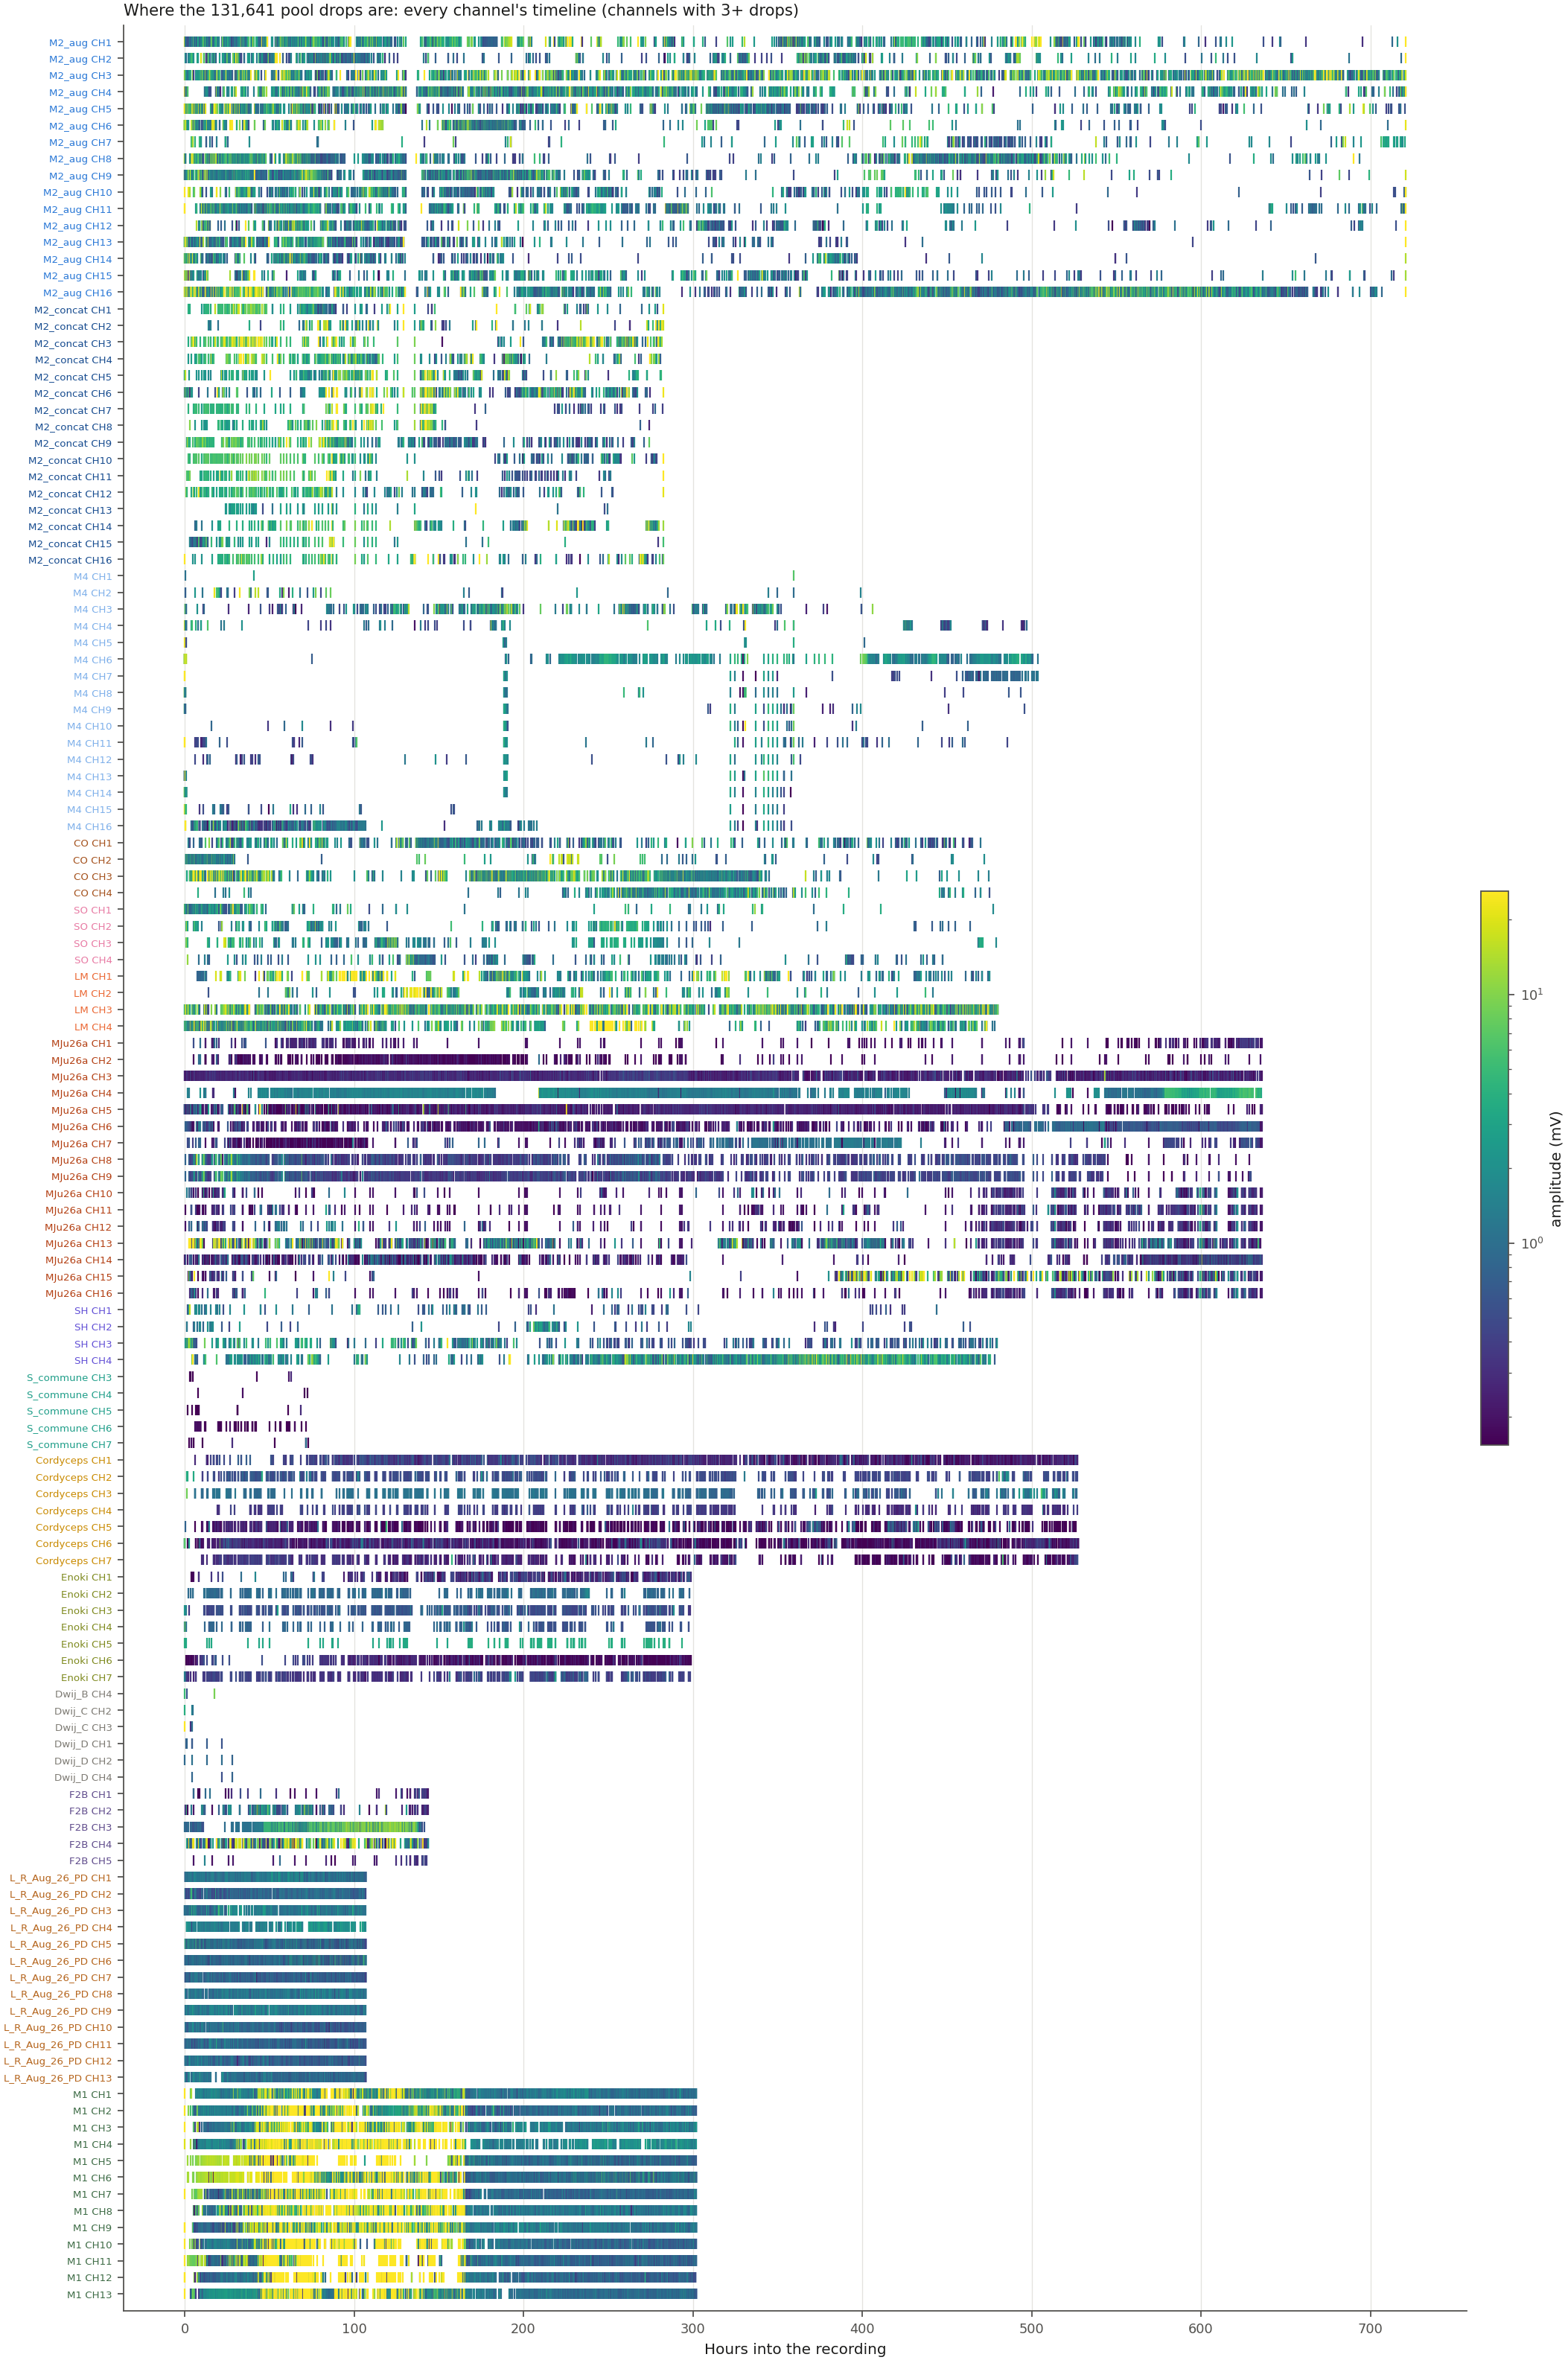 Where the 131,641 pool drops are: every channel's timeline (channels with 3+ drops)
M2_aug CH1
M2_aug CH2
M2_aug CH3
M2_aug CH4
M2_aug CH5
M2_aug CH6
M2_aug CH7
M2_aug CH8
M2_aug CH9
M2_aug CH10
M2_aug CH11
M2_aug CH12
M2_aug CH13
M2_aug CH14
M2_aug CH15
M2_aug CH16
M2_concat CH1
M2_concat CH2
M2_concat CH3
M2_concat CH4
M2_concat CH5
M2_concat CH6
M2_concat CH7
M2_concat CH8
M2_concat CH9
M2_concat CH10
M2_concat CH11
M2_concat CH12
M2_concat CH13
M2_concat CH14
M2_concat CH15
M2_concat CH16
M4 CH1
M4 CH2
M4 CH3
M4 CH4
M4 CH5
M4 CH6
M4 CH7
M4 CH8
M4 CH9
M4 CH10
M4 CH11
M4 CH12
M4 CH13
M4 CH14
M4 CH15
M4 CH16
CO CH1
CO CH2
CO CH3
CO CH4
SO CH1
SO CH2
SO CH3
SO CH4
LM CH1
LM CH2
LM CH3
LM CH4
MJu26a CH1
MJu26a CH2
MJu26a CH3
MJu26a CH4
MJu26a CH5
MJu26a CH6
MJu26a CH7
MJu26a CH8
MJu26a CH9
MJu26a CH10
MJu26a CH11
MJu26a CH12
MJu26a CH13
MJu26a CH14
MJu26a CH15
MJu26a CH16
SH CH1
SH CH2
SH CH3
SH CH4
S_commune CH3
S_commune CH4
S_commune CH5
S_commune CH6
S_commune CH7
Cordyceps CH1
Cordyceps CH2
Cordyceps CH3
Cordyceps CH4
Cordyceps CH5
Cordyceps CH6
Cordyceps CH7
Enoki CH1
Enoki CH2
Enoki CH3
Enoki CH4
Enoki CH5
Enoki CH6
Enoki CH7
Dwij_B CH4
Dwij_C CH2
Dwij_C CH3
Dwij_D CH1
Dwij_D CH2
Dwij_D CH4
F2B CH1
F2B CH2
F2B CH3
F2B CH4
F2B CH5
L_R_Aug_26_PD CH1
L_R_Aug_26_PD CH2
L_R_Aug_26_PD CH3
L_R_Aug_26_PD CH4
L_R_Aug_26_PD CH5
L_R_Aug_26_PD CH6
L_R_Aug_26_PD CH7
L_R_Aug_26_PD CH8
L_R_Aug_26_PD CH9
L_R_Aug_26_PD CH10
L_R_Aug_26_PD CH11
L_R_Aug_26_PD CH12
L_R_Aug_26_PD CH13
M1 CH1
M1 CH2
M1 CH3
M1 CH4
M1 CH5
M1 CH6
M1 CH7
M1 CH8
M1 CH9
M1 CH10
M1 CH11
M1 CH12
M1 CH13
0 100 200 300 400 500 600 700
Hours into the recording
10¹
10⁰
amplitude (mV)